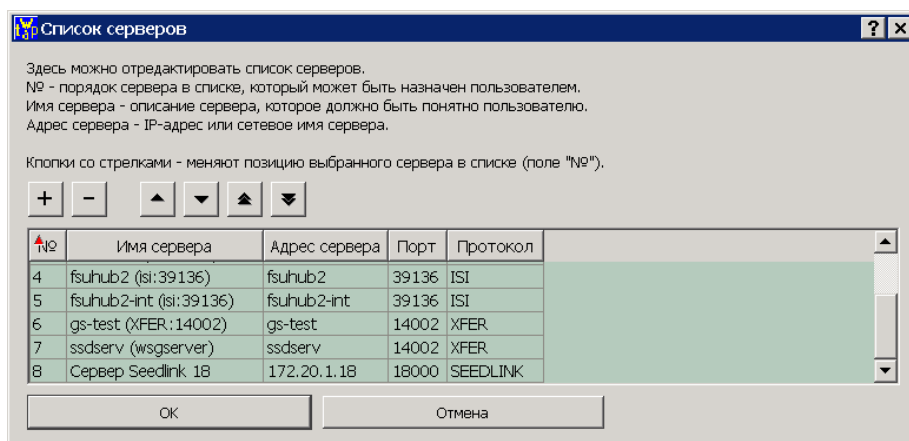 Список серверов
Здесь можно отредактировать список серверов.
№ - порядок сервера в списке, который может быть назначен пользователем.
Имя сервера - описание сервера, которое должно быть понятно пользователю.
Адрес сервера - IP-адрес или сетевое имя сервера.
Кпопки со стрелками - меняют позицию выбранного сервера в списке (поле "№").
№ Имя сервера Адрес сервера Порт Протокол
4 fsuhub2 (isi:39136) fsuhub2 39136 ISI
5 fsuhub2-int (isi:39136) fsuhub2-int 39136 ISI
6 gs-test (XFER:14002) gs-test 14002 XFER
7 ssdserv (wsgserver) ssdserv 14002 XFER
8 Сервер Seedlink 18 172.20.1.18 18000 SEEDLINK
OK Отмена